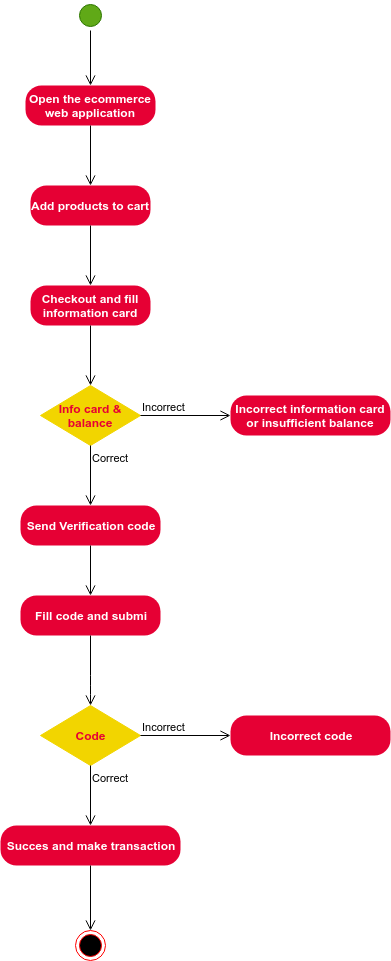 Open the ecommerce
web application
Add products to cart
Checkout and fill
information card
Info card &
balance
Incorrect
Incorrect information card
or insufficient balance
Correct
Send Verification code
Fill code and submi
Code
Incorrect
Incorrect code
Correct
Succes and make transaction